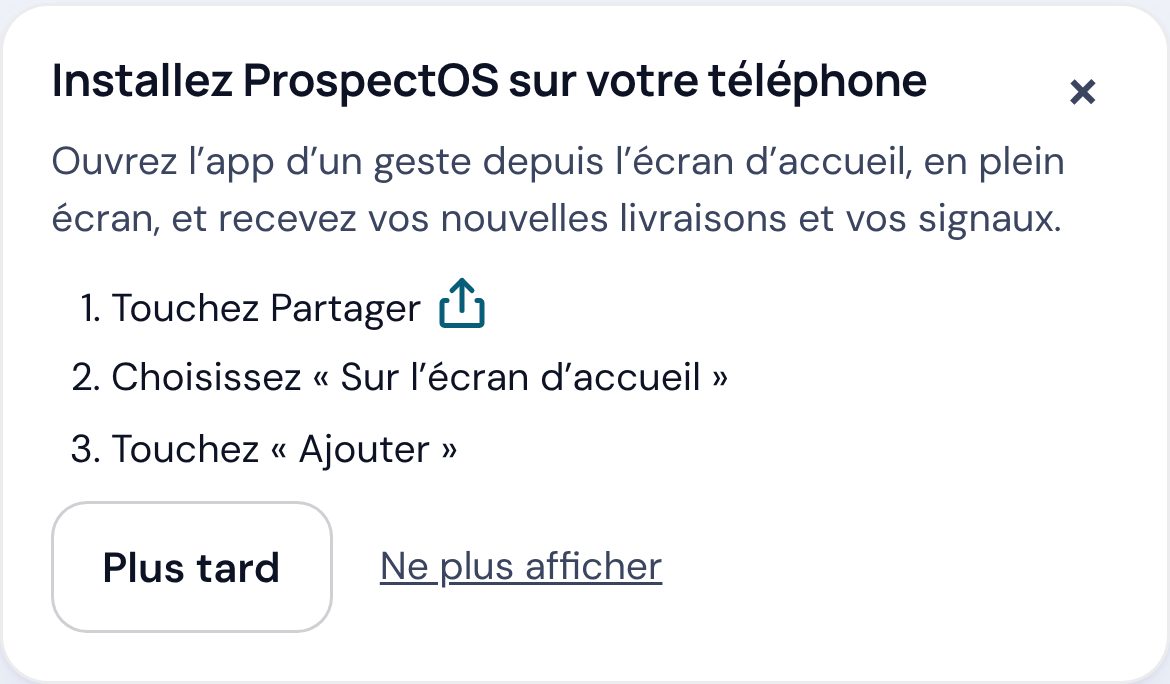 Installez ProspectOS sur votre téléphone
×
Ouvrez l’app d’un geste depuis l’écran d’accueil, en plein
écran, et recevez vos nouvelles livraisons et vos signaux.
1. Touchez Partager
2. Choisissez « Sur l’écran d’accueil »
3. Touchez « Ajouter »
Plus tard
Ne plus afficher